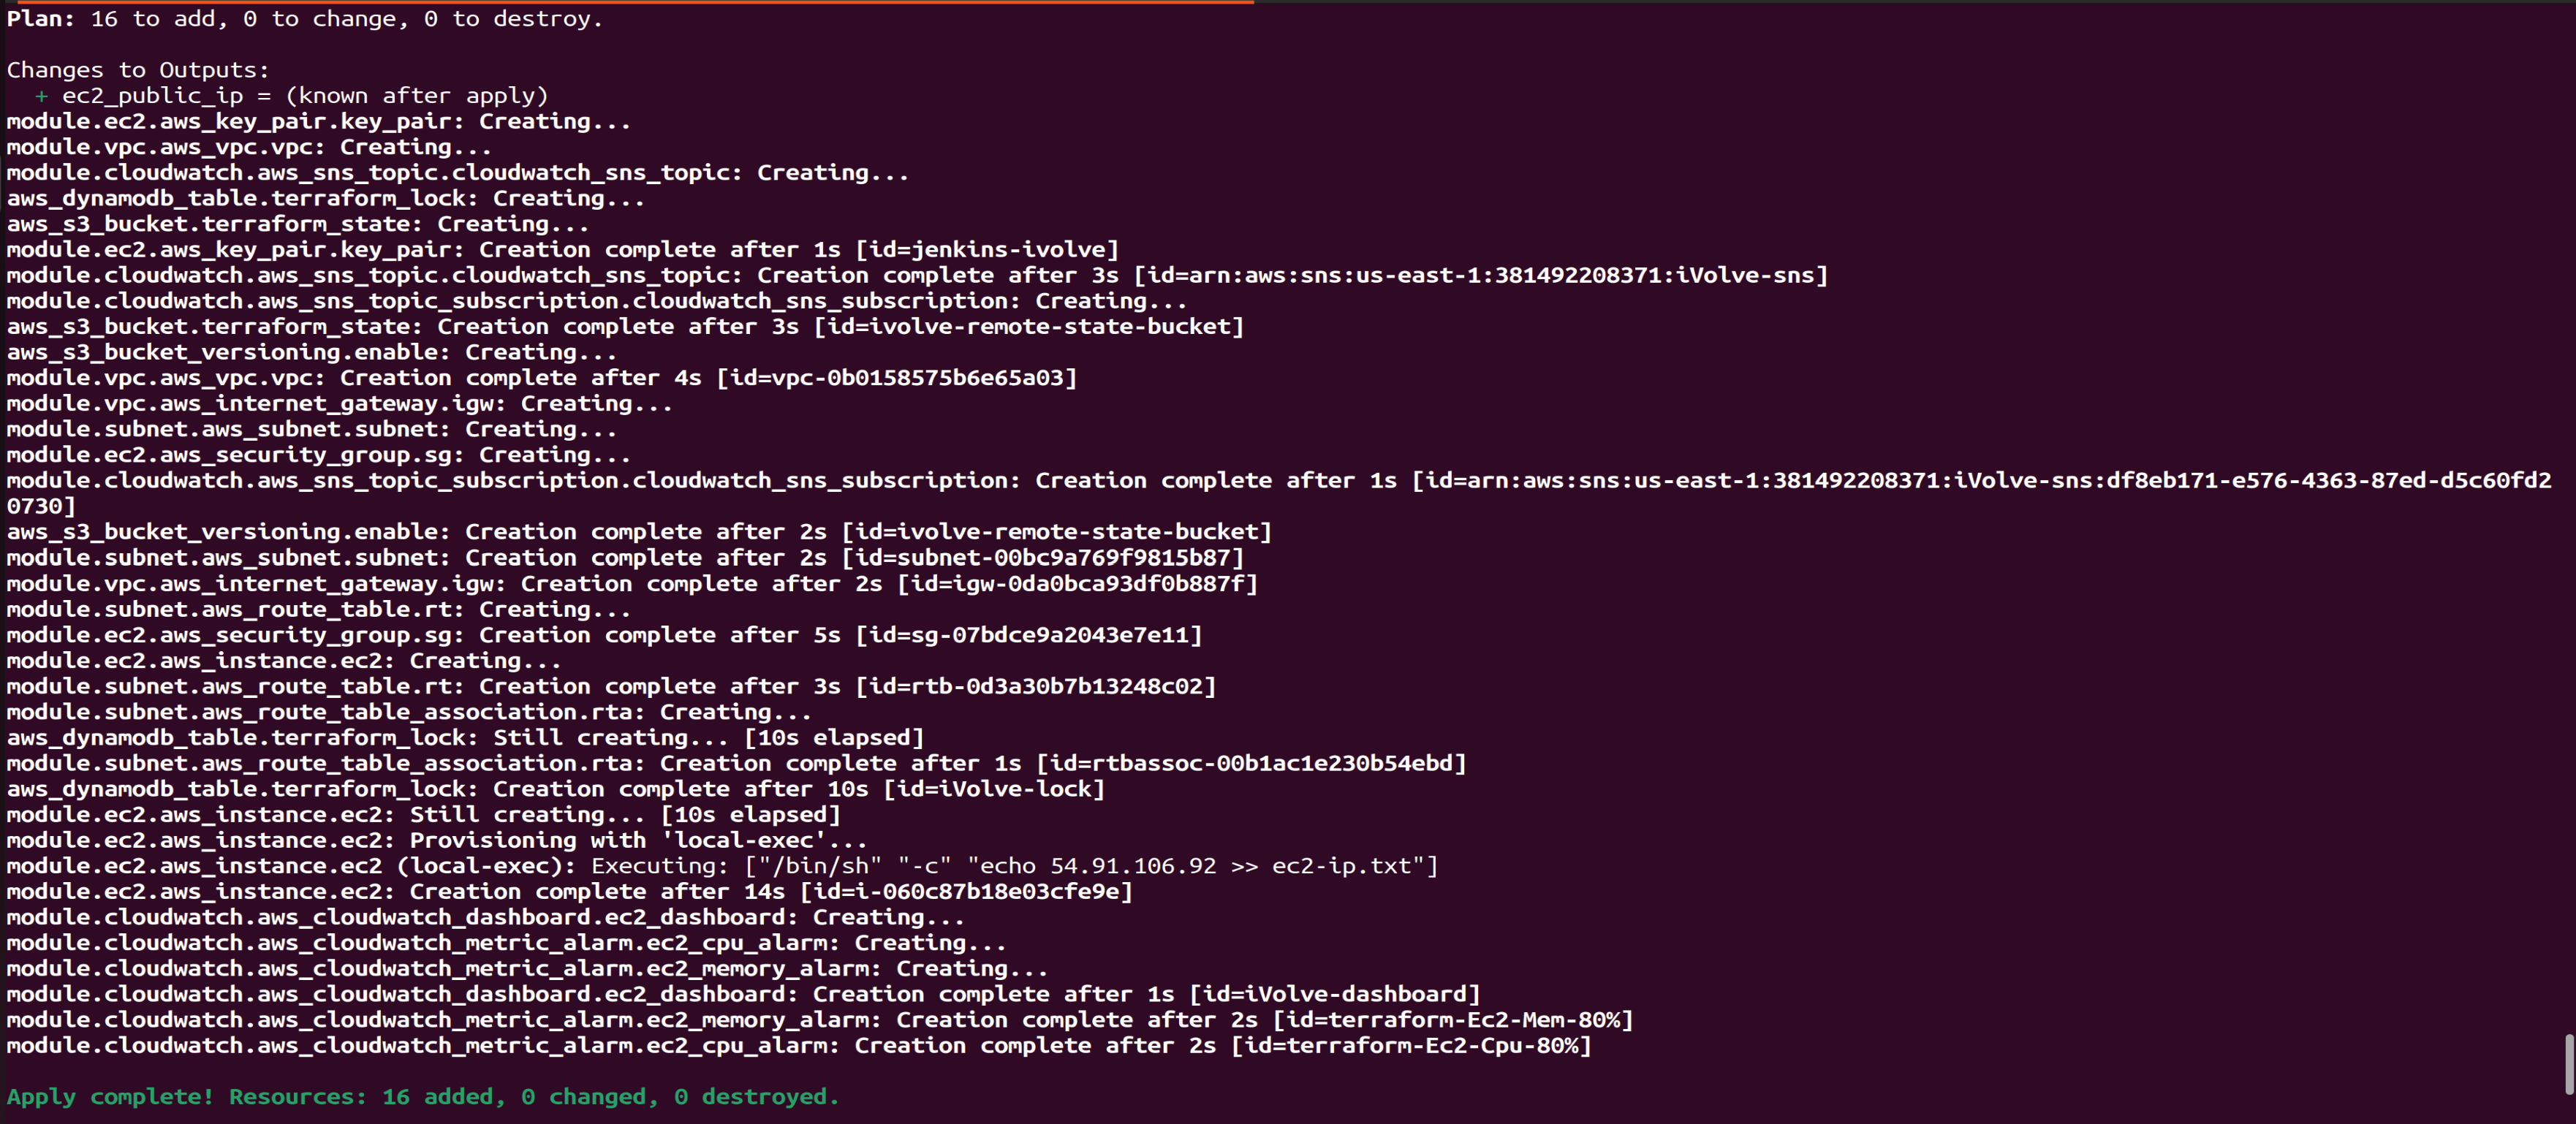 Plan: 16 to add, 0 to change, 0 to destroy.
Changes to Outputs:
+ ec2_public_ip = (known after apply)
module.ec2.aws_key_pair.key_pair: Creating...
module.vpc.aws_vpc.vpc: Creating...
module.cloudwatch.aws_sns_topic.cloudwatch_sns_topic: Creating...
aws_dynamodb_table.terraform_lock: Creating...
aws_s3_bucket.terraform_state: Creating...
module.ec2.aws_key_pair.key_pair: Creation complete after 1s [id=jenkins-ivolve]
module.cloudwatch.aws_sns_topic.cloudwatch_sns_topic: Creation complete after 3s [id=arn:aws:sns:us-east-1:381492208371:iVolve-sns]
module.cloudwatch.aws_sns_topic_subscription.cloudwatch_sns_subscription: Creating...
aws_s3_bucket.terraform_state: Creation complete after 3s [id=ivolve-remote-state-bucket]
aws_s3_bucket_versioning.enable: Creating...
module.vpc.aws_vpc.vpc: Creation complete after 4s [id=vpc-0b0158575b6e65a03]
module.vpc.aws_internet_gateway.igw: Creating...
module.subnet.aws_subnet.subnet: Creating...
module.ec2.aws_security_group.sg: Creating...
module.cloudwatch.aws_sns_topic_subscription.cloudwatch_sns_subscription: Creation complete after 1s [id=arn:aws:sns:us-east-1:381492208371:iVolve-sns:df8eb171-e576-4363-87ed-d5c60fd2
0730]
aws_s3_bucket_versioning.enable: Creation complete after 2s [id=ivolve-remote-state-bucket]
module.subnet.aws_subnet.subnet: Creation complete after 2s [id=subnet-00bc9a769f9815b87]
module.vpc.aws_internet_gateway.igw: Creation complete after 2s [id=igw-0da0bca93df0b887f]
module.subnet.aws_route_table.rt: Creating...
module.ec2.aws_security_group.sg: Creation complete after 5s [id=sg-07bdce9a2043e7e11]
module.ec2.aws_instance.ec2: Creating...
module.subnet.aws_route_table.rt: Creation complete after 3s [id=rtb-0d3a30b7b13248c02]
module.subnet.aws_route_table_association.rta: Creating...
aws_dynamodb_table.terraform_lock: Still creating... [10s elapsed]
module.subnet.aws_route_table_association.rta: Creation complete after 1s [id=rtbassoc-00b1ac1e230b54ebd]
aws_dynamodb_table.terraform_lock: Creation complete after 10s [id=iVolve-lock]
module.ec2.aws_instance.ec2: Still creating... [10s elapsed]
module.ec2.aws_instance.ec2: Provisioning with 'local-exec'...
module.ec2.aws_instance.ec2 (local-exec): Executing: ["/bin/sh" "-c" "echo 54.91.106.92 >> ec2-ip.txt"]
module.ec2.aws_instance.ec2: Creation complete after 14s [id=i-060c87b18e03cfe9e]
module.cloudwatch.aws_cloudwatch_dashboard.ec2_dashboard: Creating...
module.cloudwatch.aws_cloudwatch_metric_alarm.ec2_cpu_alarm: Creating...
module.cloudwatch.aws_cloudwatch_metric_alarm.ec2_memory_alarm: Creating...
module.cloudwatch.aws_cloudwatch_dashboard.ec2_dashboard: Creation complete after 1s [id=iVolve-dashboard]
module.cloudwatch.aws_cloudwatch_metric_alarm.ec2_memory_alarm: Creation complete after 2s [id=terraform-Ec2-Mem-80%]
module.cloudwatch.aws_cloudwatch_metric_alarm.ec2_cpu_alarm: Creation complete after 2s [id=terraform-Ec2-Cpu-80%]
Apply complete! Resources: 16 added, 0 changed, 0 destroyed.